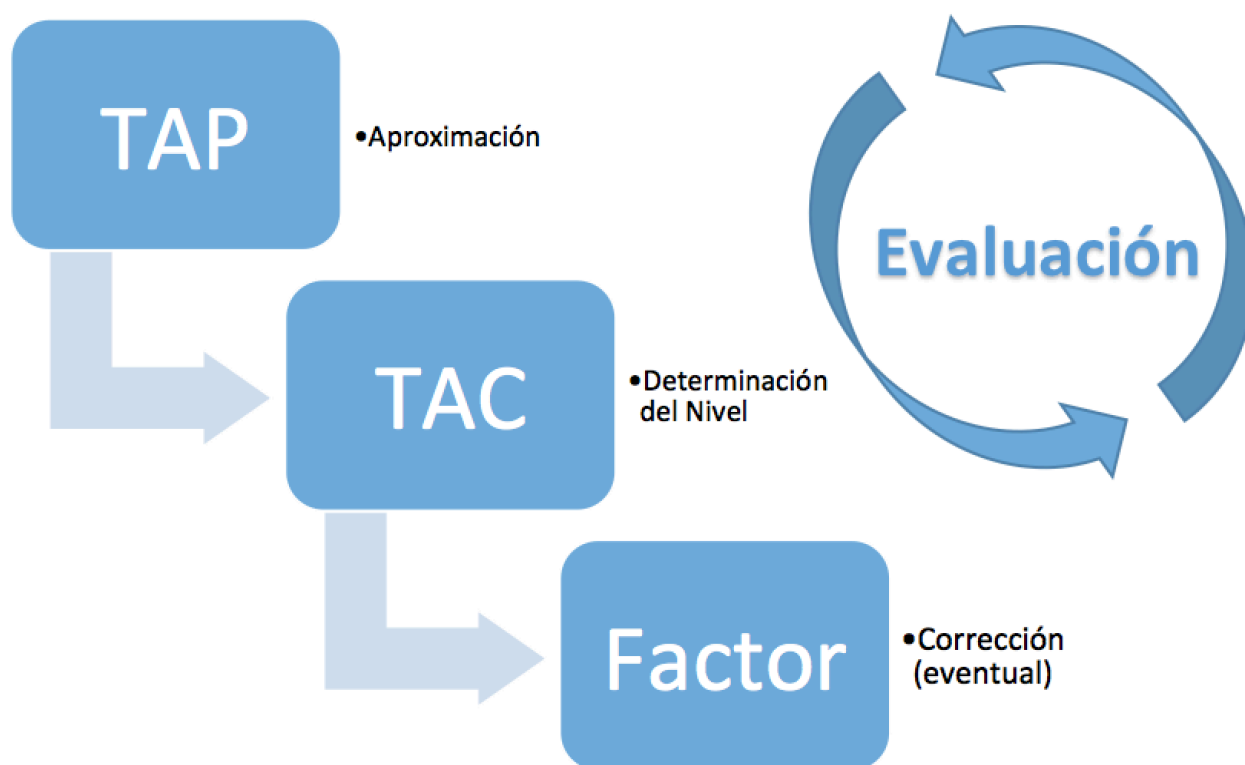 TAP
•Aproximación
Evaluación
TAC
•Determinación
del Nivel
Factor
•Corrección
(eventual)